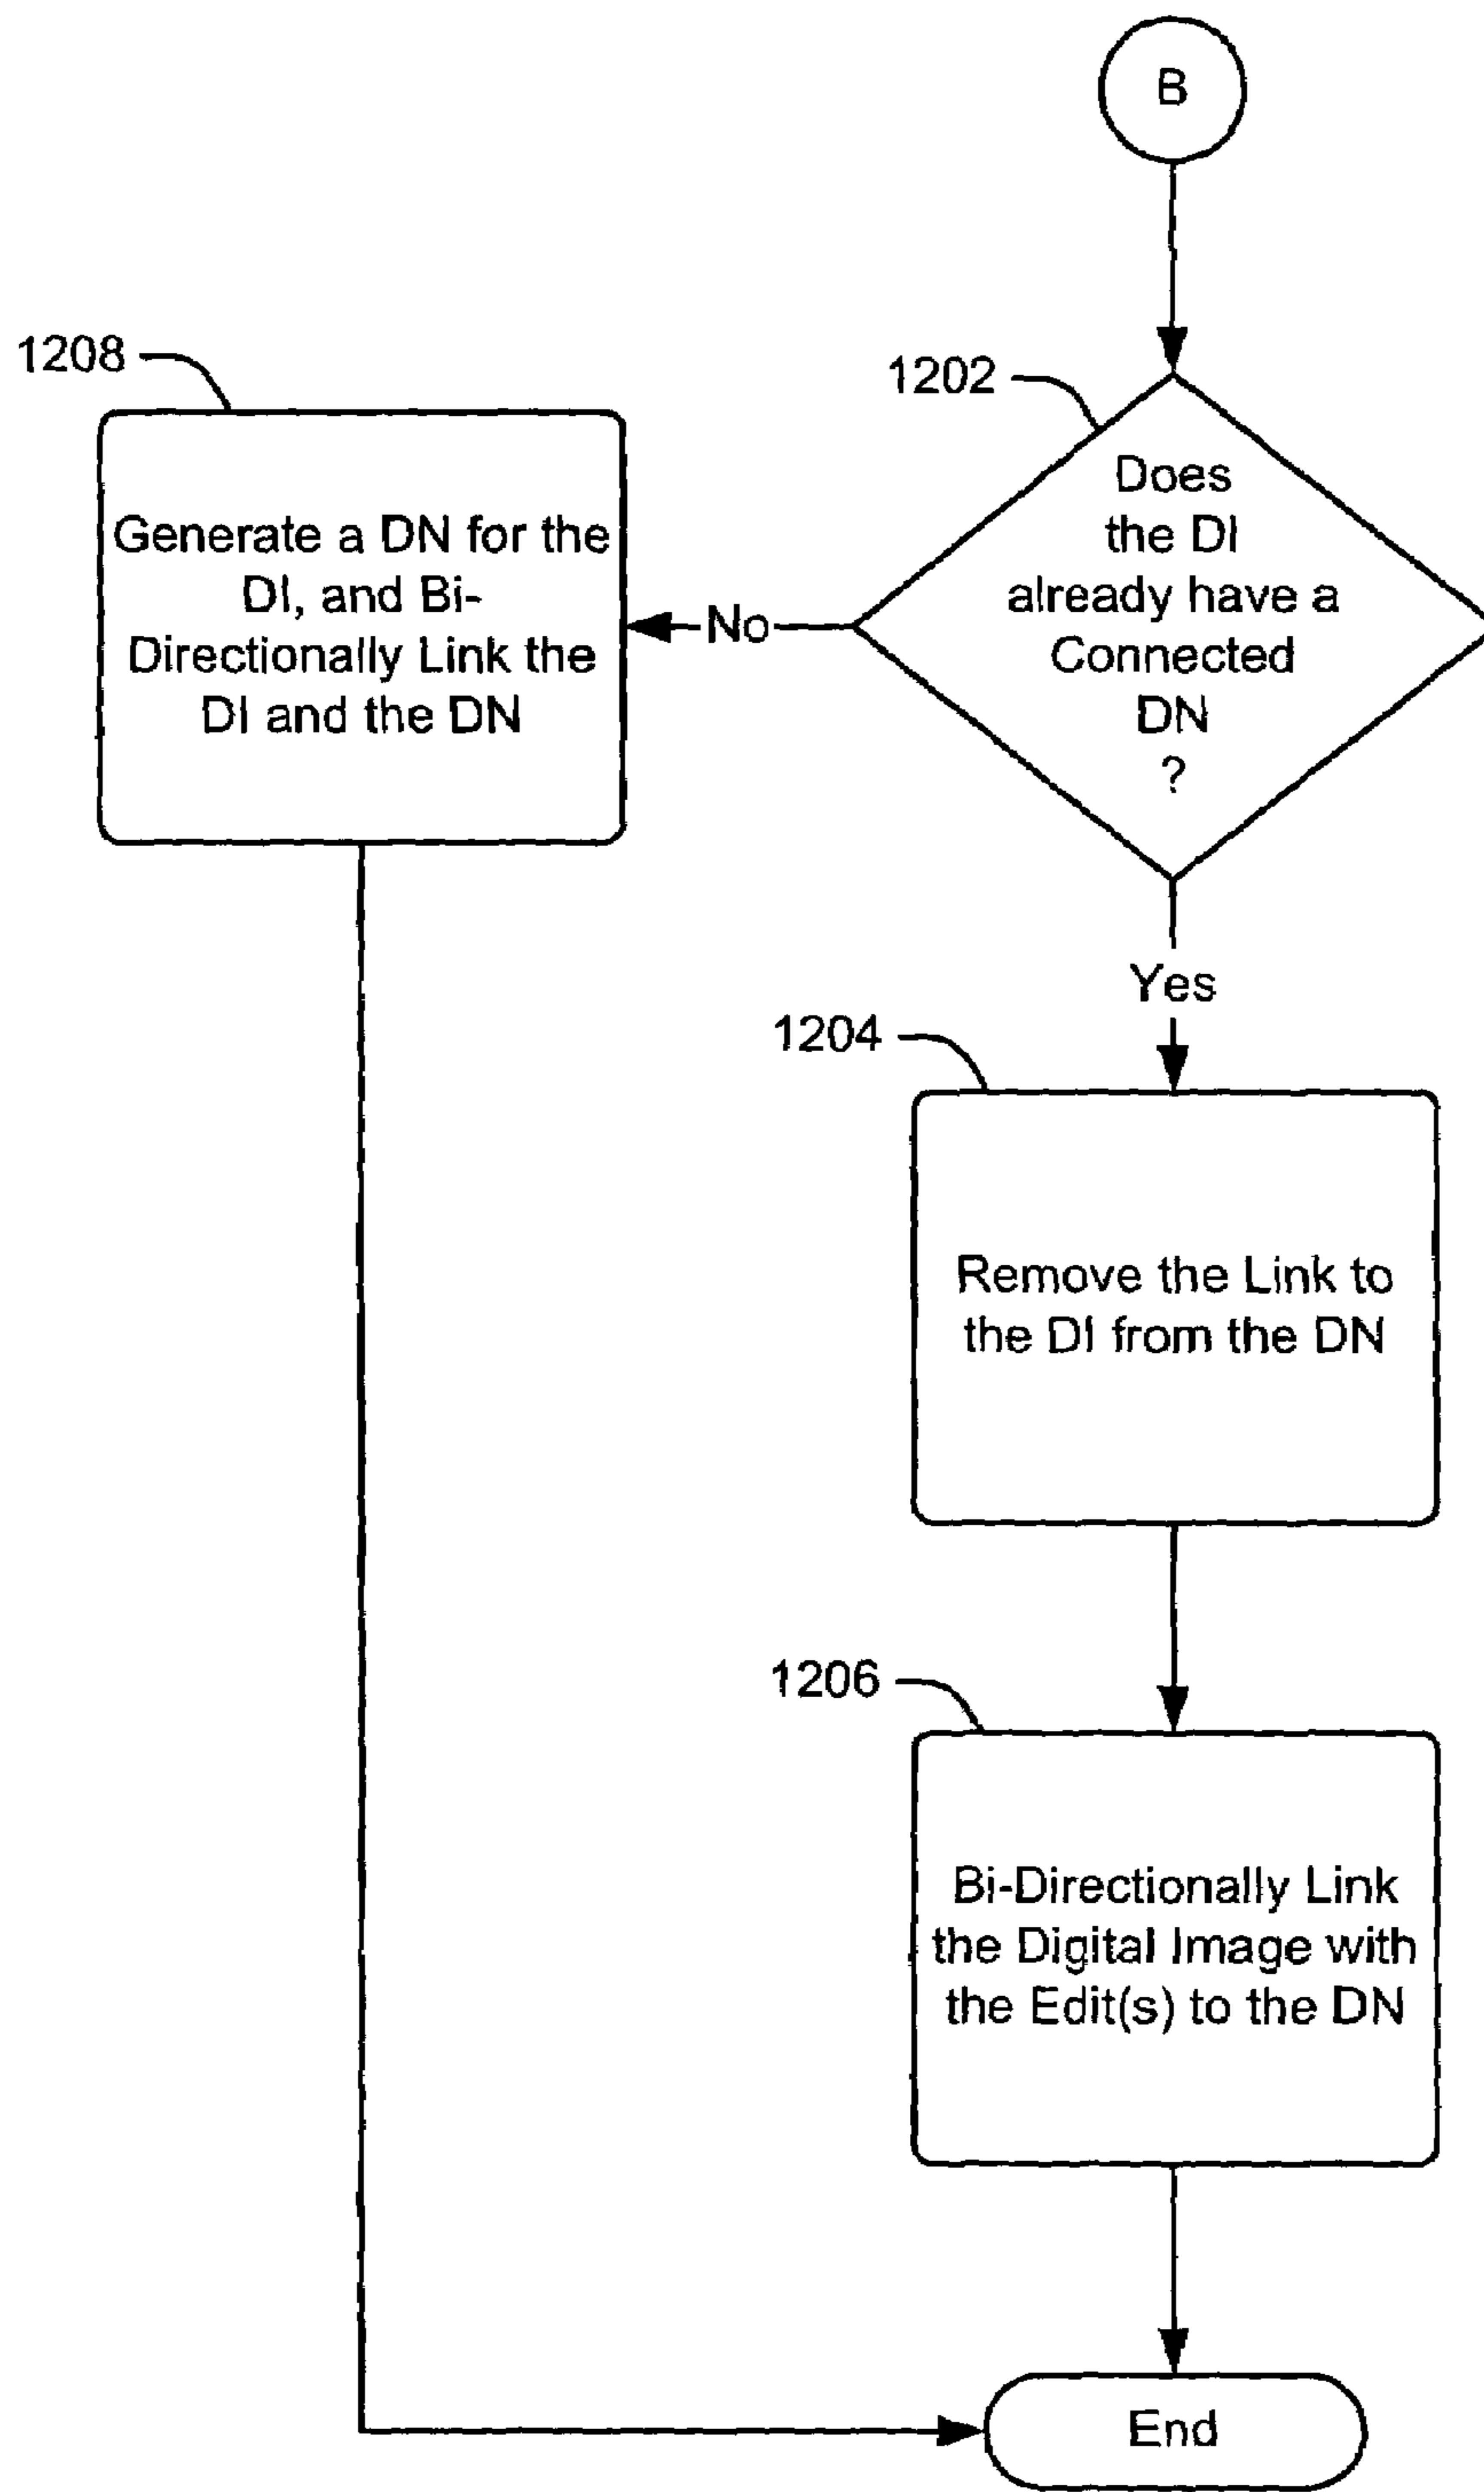 B
1202
Does
the DI
already have a
Connected
DN
?
No
1208
Generate a DN for the
DI, and Bi-
Directionally Link the
DI and the DN
Yes
1204
Remove the Link to
the DI from the DN
1206
Bi-Directionally Link
the Digital Image with
the Edit(s) to the DN
End